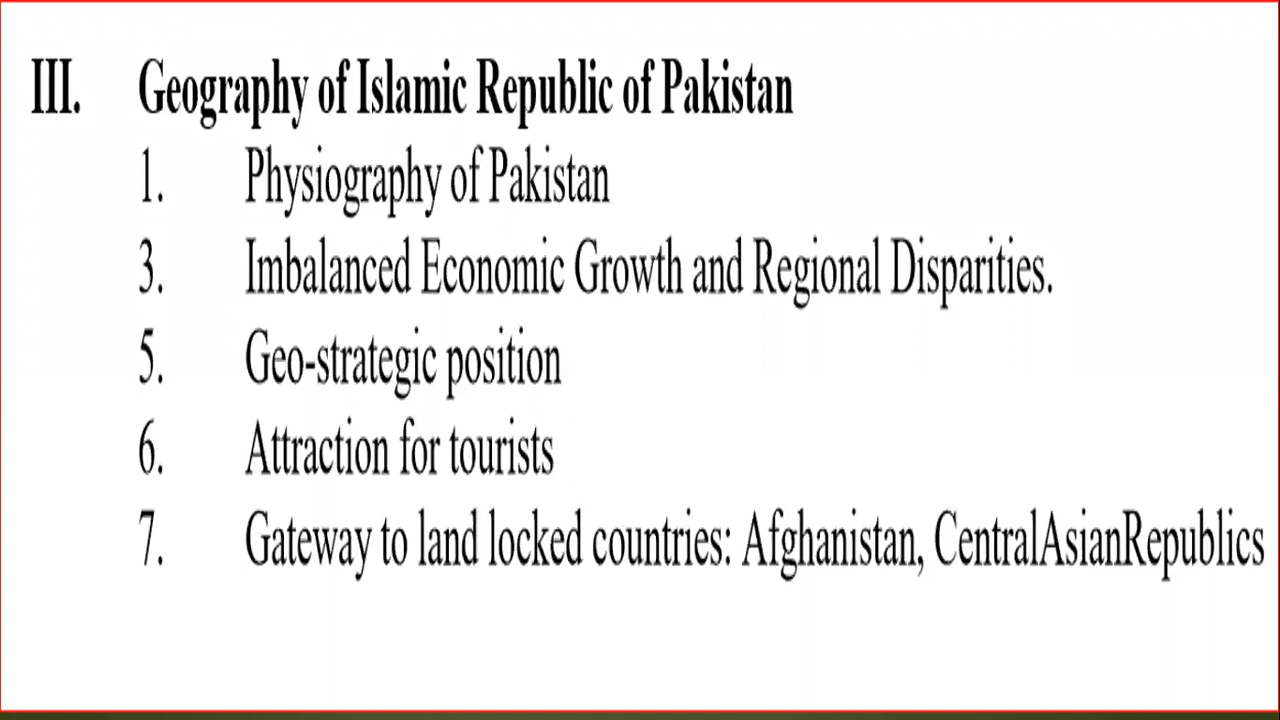 III. Geography of Islamic Republic of Pakistan
1. Physiography of Pakistan
3. Imbalanced Economic Growth and Regional Disparities.
5. Geo-strategic position
6. Attraction for tourists
7. Gateway to land locked countries: Afghanistan, CentralAsianRepublics